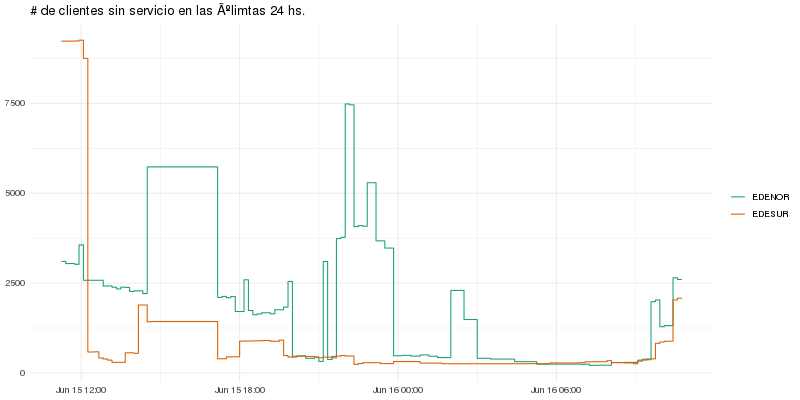 # de clientes sin servicio en las Ãºlimtas 24 hs.
7500
5000
2500
0
Jun 15 12:00
Jun 15 18:00
Jun 16 00:00
Jun 16 06:00
EDENOR
EDESUR